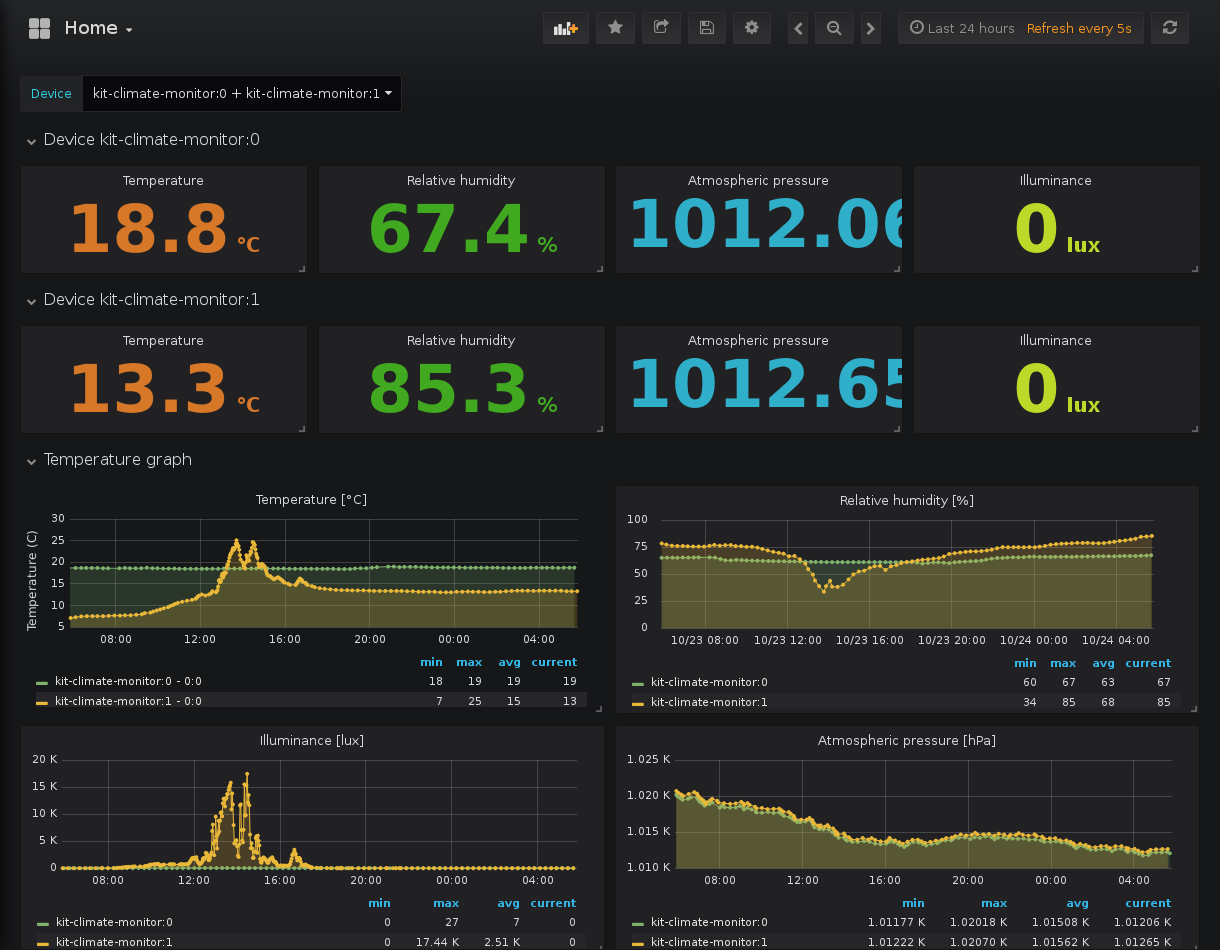 Home
Last 24 hours Refresh every 5s
Device kit-climate-monitor:0 + kit-climate-monitor:1
Device kit-climate-monitor:0
Temperature Relative humidity Atmospheric pressure Illuminance
18.8 °C 67.4 % 1012.06 0 lux
Device kit-climate-monitor:1
Temperature Relative humidity Atmospheric pressure Illuminance
13.3 °C 85.3 % 1012.65 0 lux
Temperature graph
Temperature [°C]
Temperature (C)
30
25
20
15
10
5
08:00 12:00 16:00 20:00 00:00 04:00
min max avg current
kit-climate-monitor:0 - 0:0 18 19 19 19
kit-climate-monitor:1 - 0:0 7 25 15 13
Relative humidity [%]
100
75
50
25
0
10/23 08:00 10/23 12:00 10/23 16:00 10/23 20:00 10/24 00:00 10/24 04:00
min max avg current
kit-climate-monitor:0 60 67 63 67
kit-climate-monitor:1 34 85 68 85
Illuminance [lux]
20 K
15 K
10 K
5 K
0
08:00 12:00 16:00 20:00 00:00 04:00
min max avg current
kit-climate-monitor:0 0 27 7 0
kit-climate-monitor:1 0 17.44 K 2.51 K 0
Atmospheric pressure [hPa]
1.025 K
1.020 K
1.015 K
1.010 K
08:00 12:00 16:00 20:00 00:00 04:00
min max avg current
kit-climate-monitor:0 1.01177 K 1.02018 K 1.01508 K 1.01206 K
kit-climate-monitor:1 1.01222 K 1.02070 K 1.01562 K 1.01265 K